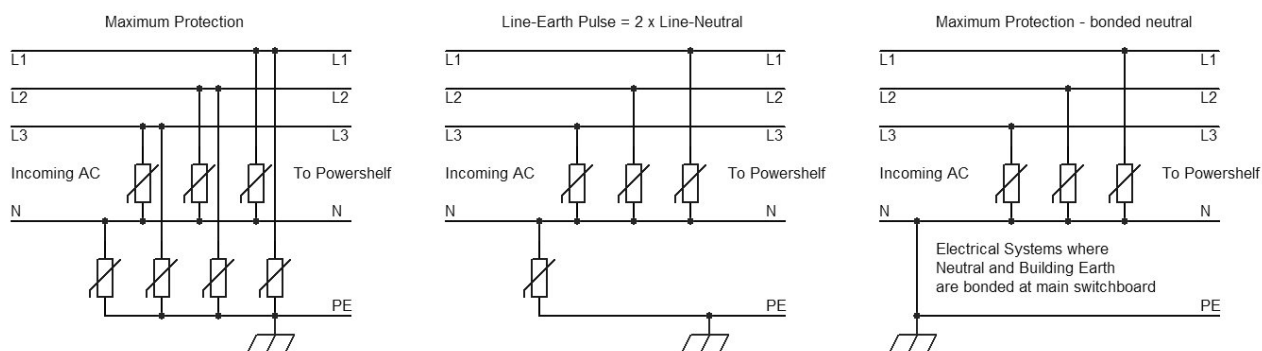 Maximum Protection
L1 L1
L2 L2
L3 L3
Incoming AC To Powershelf
N N
PE
Line-Earth Pulse = 2 x Line-Neutral
L1 L1
L2 L2
L3 L3
Incoming AC To Powershelf
N N
PE
Maximum Protection - bonded neutral
L1 L1
L2 L2
L3 L3
Incoming AC To Powershelf
N N
Electrical Systems where
Neutral and Building Earth
are bonded at main switchboard
PE